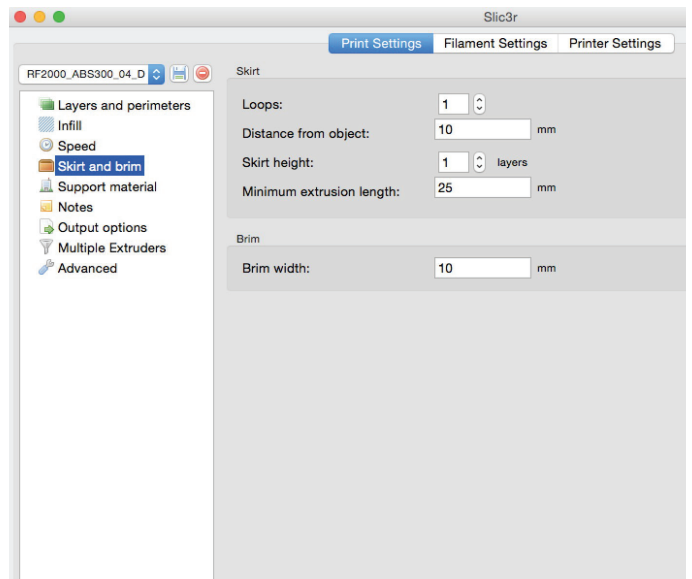 Slic3r
Print Settings Filament Settings Printer Settings
RF2000_ABS300_04_D
Layers and perimeters
Infill
Speed
Skirt and brim
Support material
Notes
Output options
Multiple Extruders
Advanced
Skirt
Loops: 1
Distance from object: 10 mm
Skirt height: 1 layers
Minimum extrusion length: 25 mm
Brim
Brim width: 10 mm